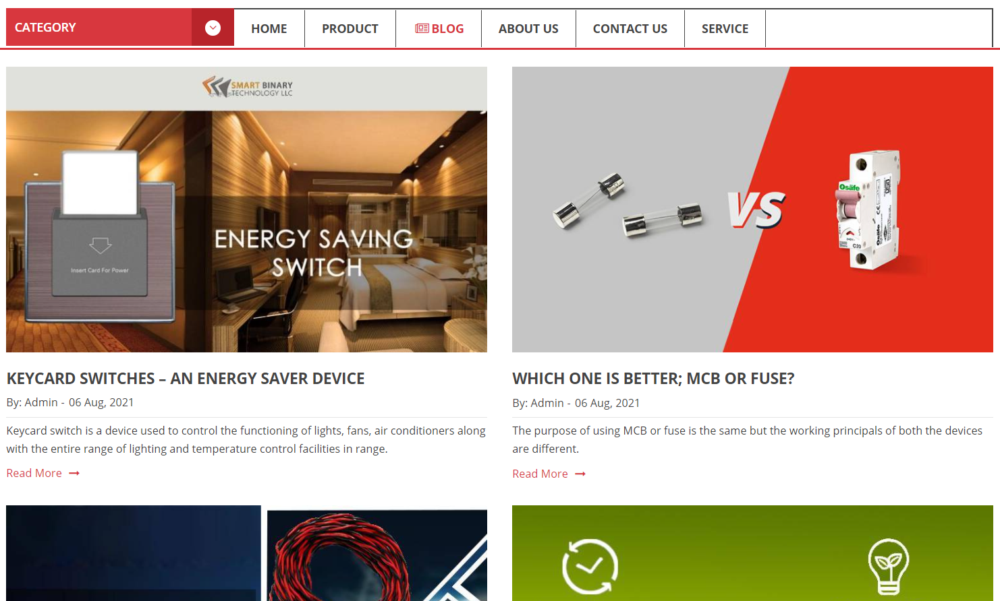 CATEGORY
HOME
PRODUCT
BLOG
ABOUT US
CONTACT US
SERVICE
SMART BINARY
TECHNOLOGY LLC
Insert Card For Power
ENERGY SAVING
SWITCH
VS
Osafe
C20
KEYCARD SWITCHES – AN ENERGY SAVER DEVICE
By: Admin - 06 Aug, 2021
Keycard switch is a device used to control the functioning of lights, fans, air conditioners along
with the entire range of lighting and temperature control facilities in range.
Read More
WHICH ONE IS BETTER; MCB OR FUSE?
By: Admin - 06 Aug, 2021
The purpose of using MCB or fuse is the same but the working principals of both the devices
are different.
Read More